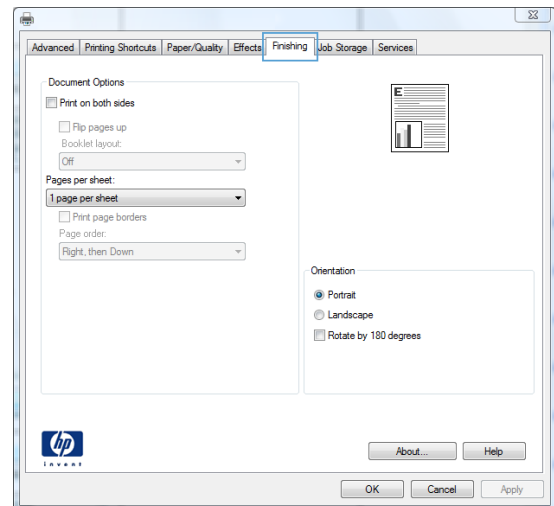 Advanced Printing Shortcuts Paper/Quality Effects Finishing Job Storage Services
Document Options
Print on both sides
Flip pages up
Booklet layout:
Off
Pages per sheet:
1 page per sheet
Print page borders
Page order:
Right, then Down
E
Orientation
Portrait
Landscape
Rotate by 180 degrees
hp
invent
About... Help
OK Cancel Apply